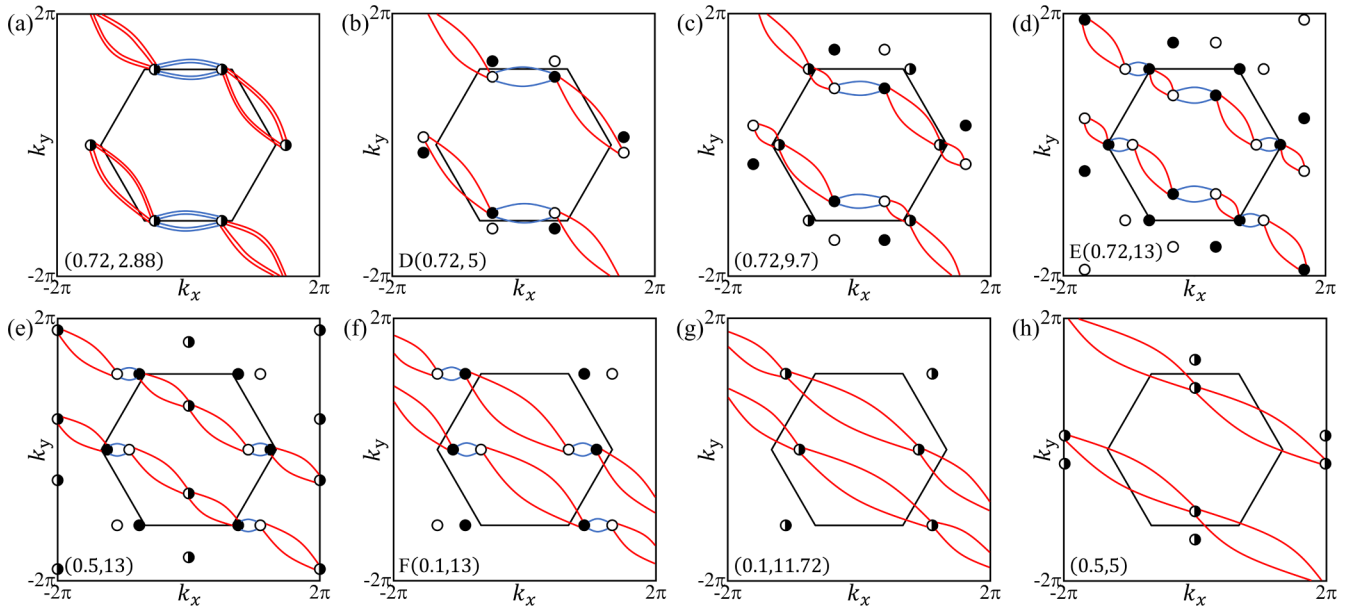 (a) 2π (b) 2π (c) 2π (d) 2π
k_y k_y k_y k_y
(0.72, 2.88) D(0.72,5) (0.72,9.7) E(0.72,13)
-2π -2π -2π -2π
-2π k_x 2π -2π k_x 2π -2π k_x 2π -2π k_x 2π
(e) 2π (f) 2π (g) 2π (h) 2π
k_y k_y k_y k_y
(0.5,13) F(0.1,13) (0.1,11.72) (0.5,5)
-2π -2π -2π -2π
-2π k_x 2π -2π k_x 2π -2π k_x 2π -2π k_x 2π